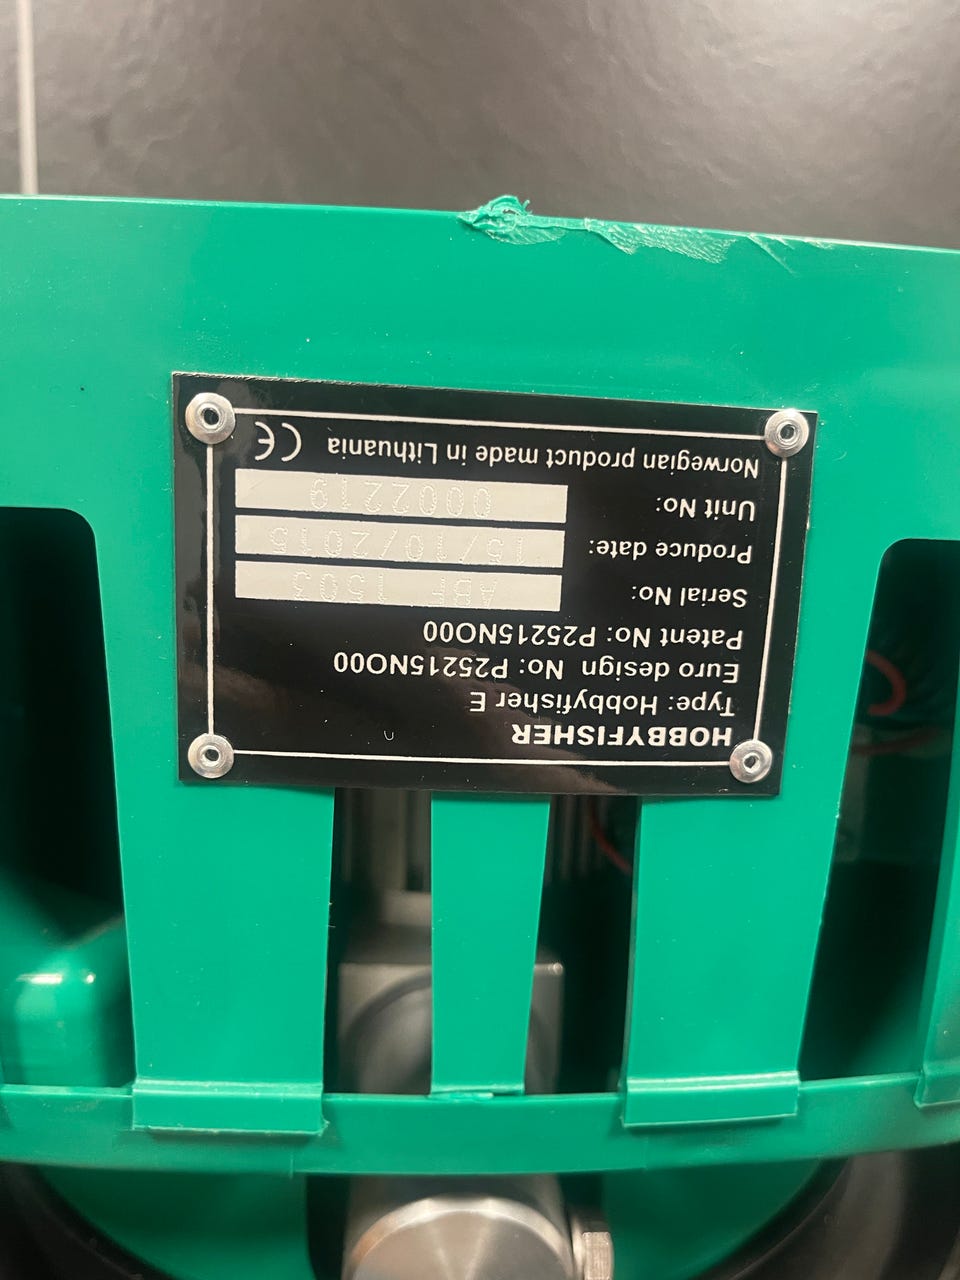 HOBBYFISHER
Type: Hobbyfisher E
Euro design No: P25215NO00
Patent No: P25215NO00
Serial No: ABF 1503
Produce date: 15/10/2015
Unit No: 0002219
Norwegian product made in Lithuania CE